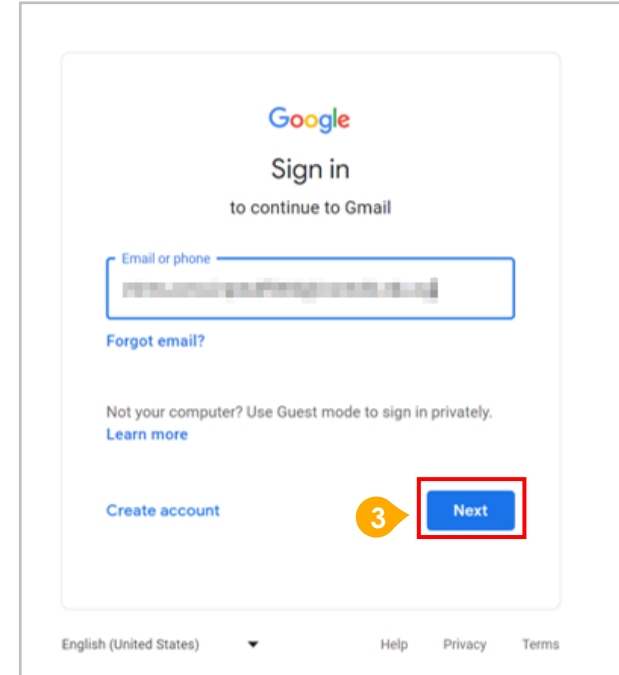 Google
Sign in
to continue to Gmail
Email or phone
Forgot email?
Not your computer? Use Guest mode to sign in privately.
Learn more
Create account
3
Next
English (United States)
Help Privacy Terms